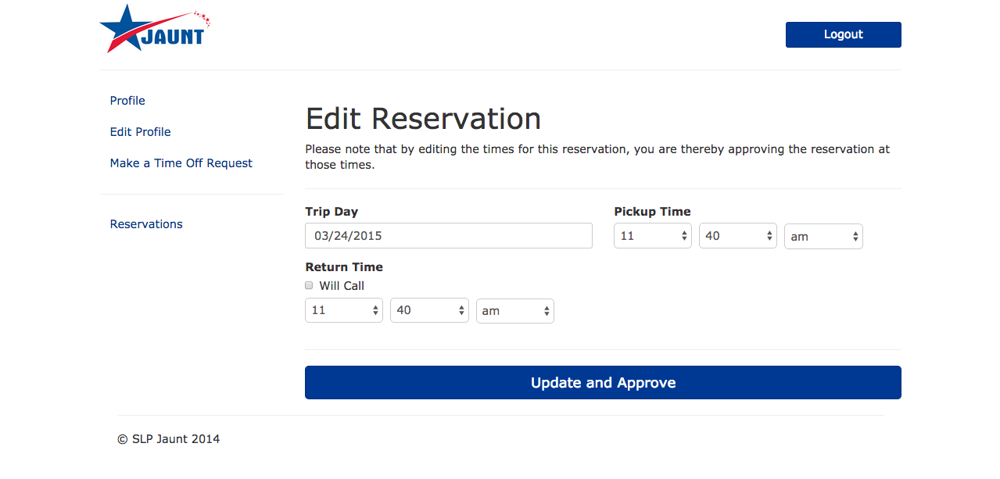 JAUNT
Logout
Profile
Edit Profile
Make a Time Off Request
Reservations
Edit Reservation
Please note that by editing the times for this reservation, you are thereby approving the reservation at
those times.
Trip Day
03/24/2015
Pickup Time
11 40 am
Return Time
Will Call
11 40 am
Update and Approve
© SLP Jaunt 2014